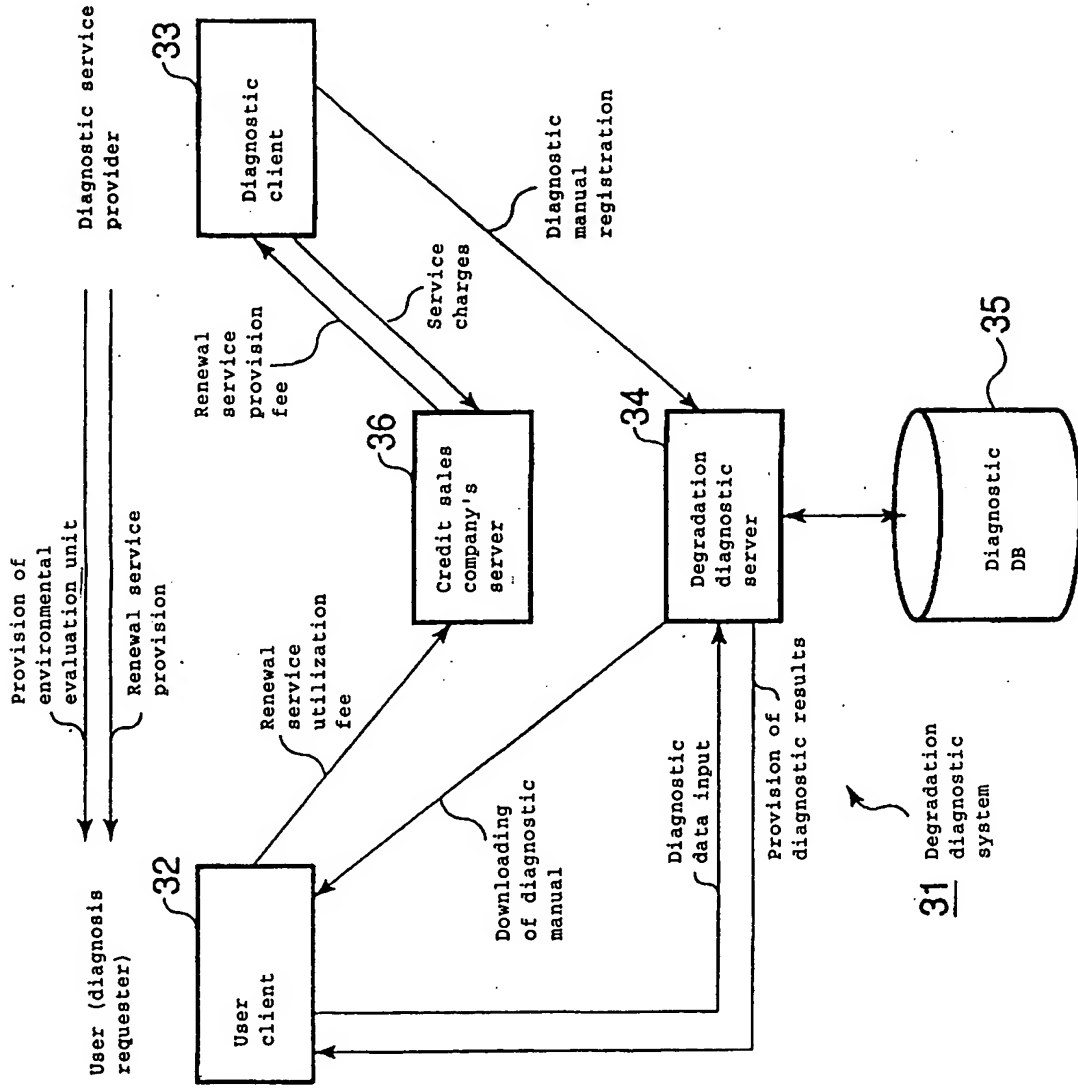 User (diagnosis
requester)
Provision of
environmental
evaluation unit
Renewal service
provision
Diagnostic service
provider
32
User
client
33
Diagnostic
client
Renewal
service
utilization
fee
36
Credit sales
company's
server
Renewal
service
provision
fee
Service
charges
Downloading
of diagnostic
manual
Diagnostic
manual
registration
34
Degradation
diagnostic
server
Diagnostic
data input
Provision of
diagnostic results
35
Diagnostic
DB
31
Degradation
diagnostic
system